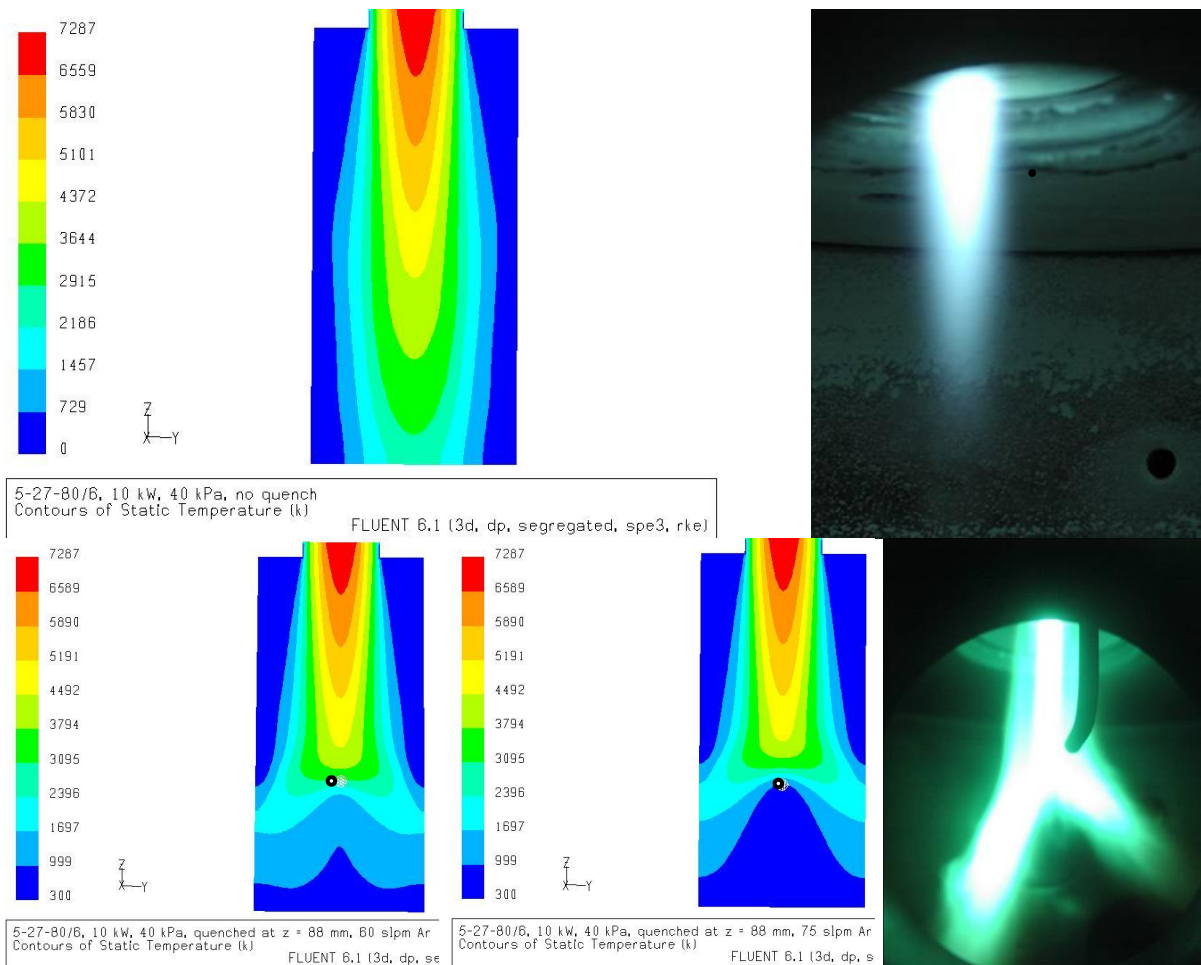 7287
6559
5830
5101
4372
3644
2915
2186
1457
729
0
Z
X Y
5-27-80/6, 10 kW, 40 kPa, no quench
Contours of Static Temperature (k)
FLUENT 6.1 (3d, dp, segregated, spe3, rke)
7287
6589
5890
5191
4492
3794
3095
2396
1697
999
300
Z
X Y
5-27-80/6, 10 kW, 40 kPa, quenched at z = 88 mm, 60 slpm Ar
Contours of Static Temperature (k)
FLUENT 6.1 (3d, dp, se
7287
6589
5890
5191
4492
3794
3095
2396
1697
999
300
Z
X Y
5-27-80/6, 10 kW, 40 kPa, quenched at z = 88 mm, 75 slpm Ar
Contours of Static Temperature (k)
FLUENT 6.1 (3d, dp, s